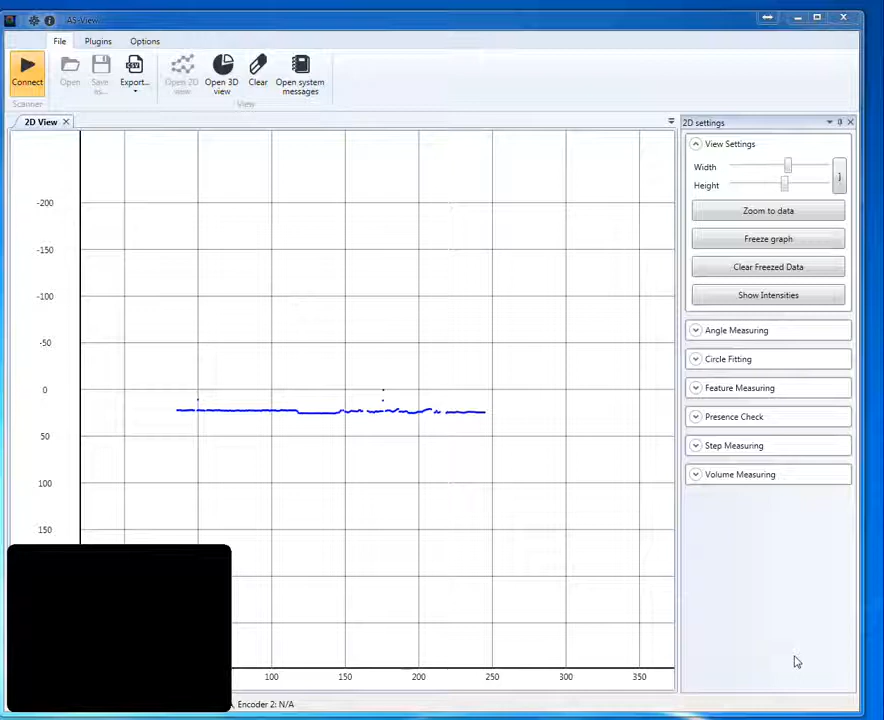 AS-View
File Plugins Options
Connect
Open
Save as...
Export...
Open 2D view
Open 3D view
Clear
Open system messages
Scanner
View
2D View
2D settings
View Settings
Width
Height
Zoom to data
Freeze graph
Clear Freezed Data
Show Intensities
Angle Measuring
Circle Fitting
Feature Measuring
Presence Check
Step Measuring
Volume Measuring
-200
-150
-100
-50
0
50
100
150
100 150 200 250 300 350
Encoder 2: N/A